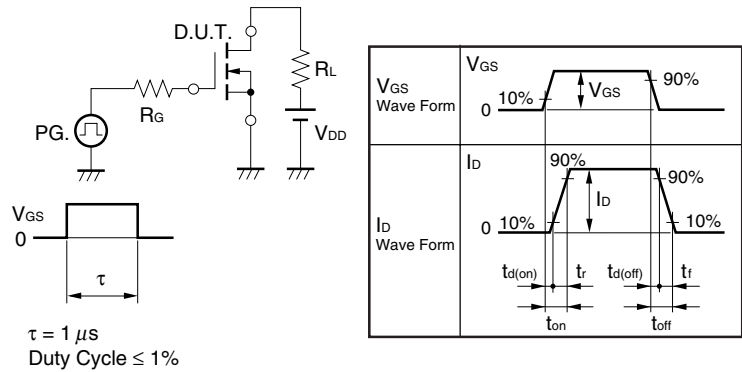 D.U.T.
RL
RG
PG.
VDD
VGS
0
τ
τ = 1 μs
Duty Cycle ≤ 1%
VGS
Wave Form
VGS
10%
0
VGS
90%
ID
Wave Form
ID
90%
90%
ID
0
10%
10%
td(on)
tr
td(off)
tf
ton
toff